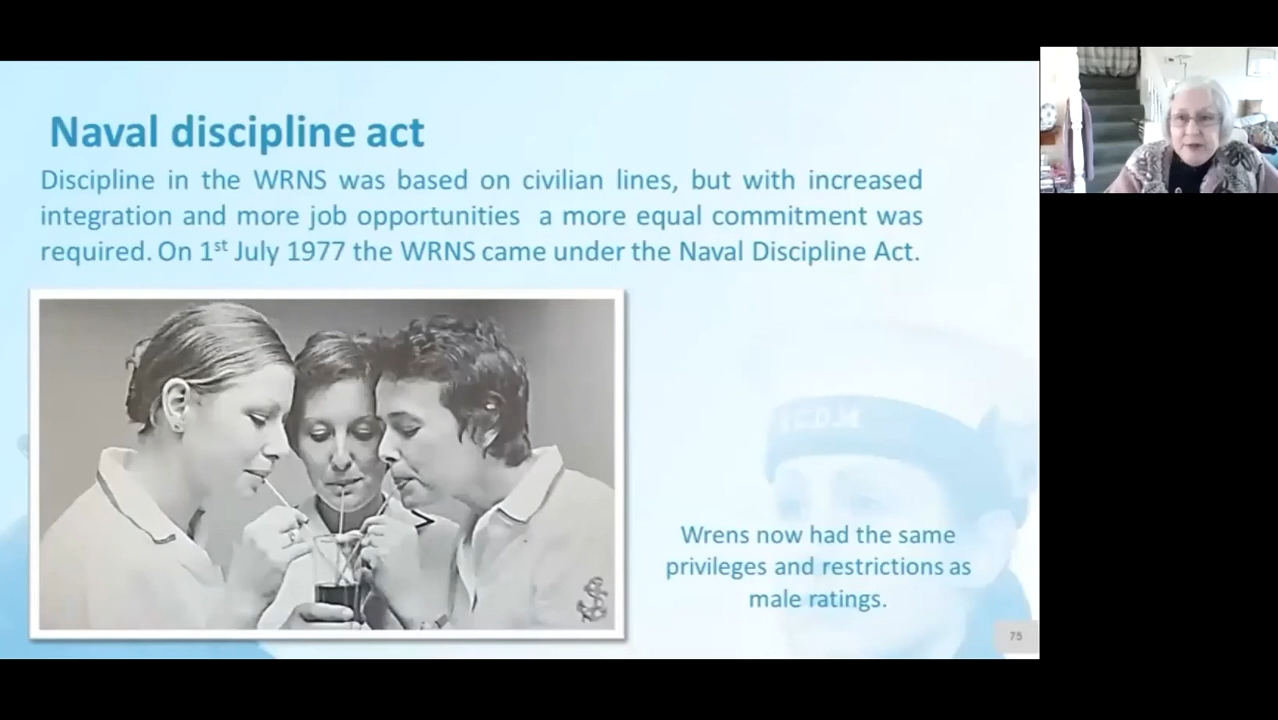 Naval discipline act
Discipline in the WRNS was based on civilian lines, but with increased
integration and more job opportunities a more equal commitment was
required. On 1st July 1977 the WRNS came under the Naval Discipline Act.
Wrens now had the same
privileges and restrictions as
male ratings.
75